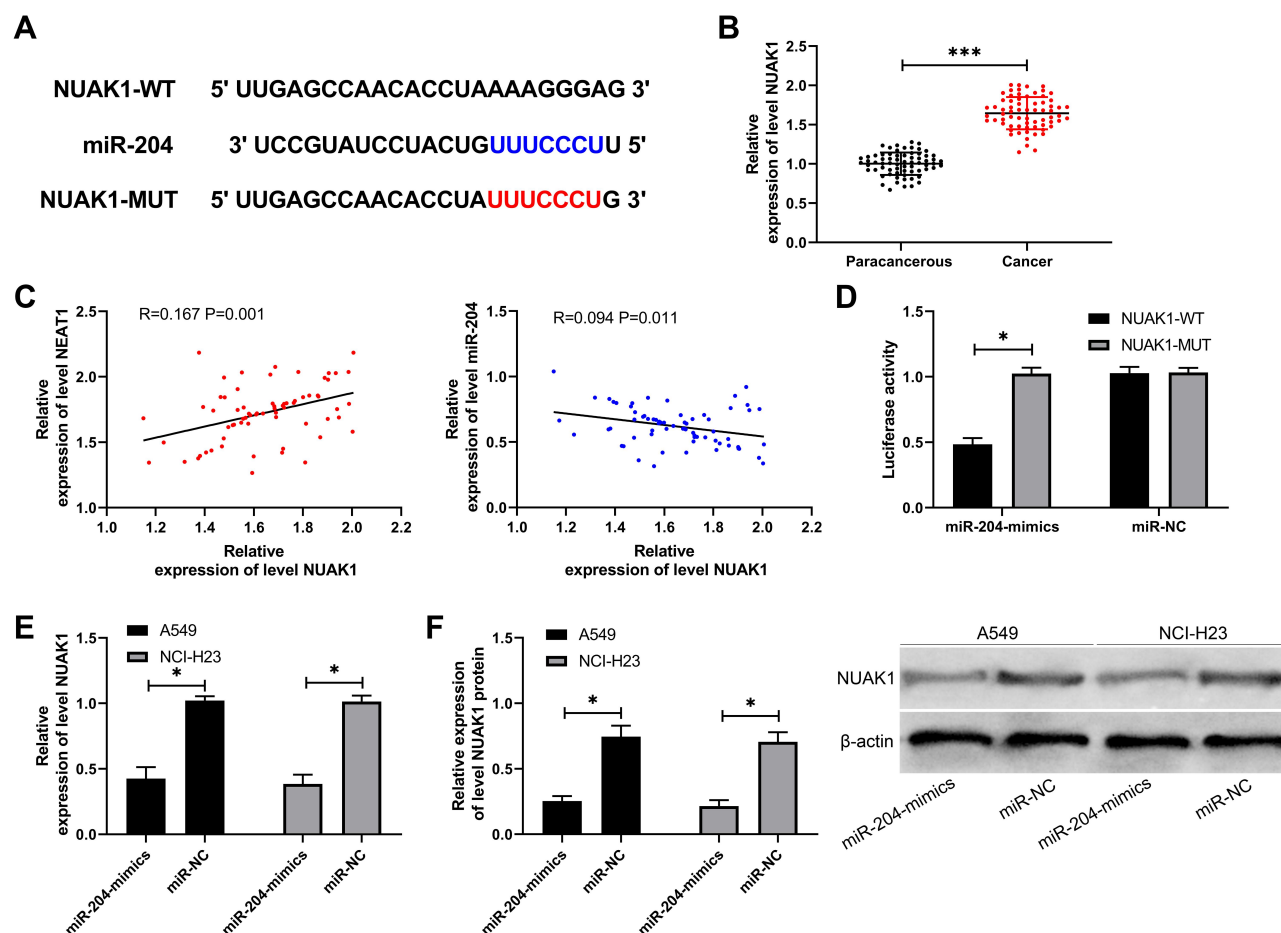 A
NUAK1-WT 5' UUGAGCCAACACCUAAAAGGGAG 3'
miR-204 3' UCCGUAUCCUACUGUUUCCCUU 5'
NUAK1-MUT 5' UUGAGCCAACACCUAUUUCCCUG 3'
B
Relative
expression of level NUAK1
2.5
2.0
1.5
1.0
0.5
0.0
***
Paracancerous Cancer
C
Relative
expression of level NEAT1
2.5
2.0
1.5
1.0
R=0.167 P=0.001
1.0 1.2 1.4 1.6 1.8 2.0 2.2
Relative
expression of level NUAK1
Relative
expression of level miR-204
1.5
1.0
0.5
0.0
R=0.094 P=0.011
1.0 1.2 1.4 1.6 1.8 2.0 2.2
Relative
expression of level NUAK1
D
Luciferase activity
1.5
1.0
0.5
0.0
NUAK1-WT
NUAK1-MUT
*
miR-204-mimics miR-NC
E
Relative
expression of level NUAK1
1.5
1.0
0.5
0.0
A549
NCI-H23
* *
miR-204-mimics miR-NC miR-204-mimics miR-NC
F
Relative expression
of level NUAK1 protein
1.5
1.0
0.5
0.0
A549
NCI-H23
* *
miR-204-mimics miR-NC miR-204-mimics miR-NC
A549 NCI-H23
NUAK1
β-actin
miR-204-mimics miR-NC miR-204-mimics miR-NC